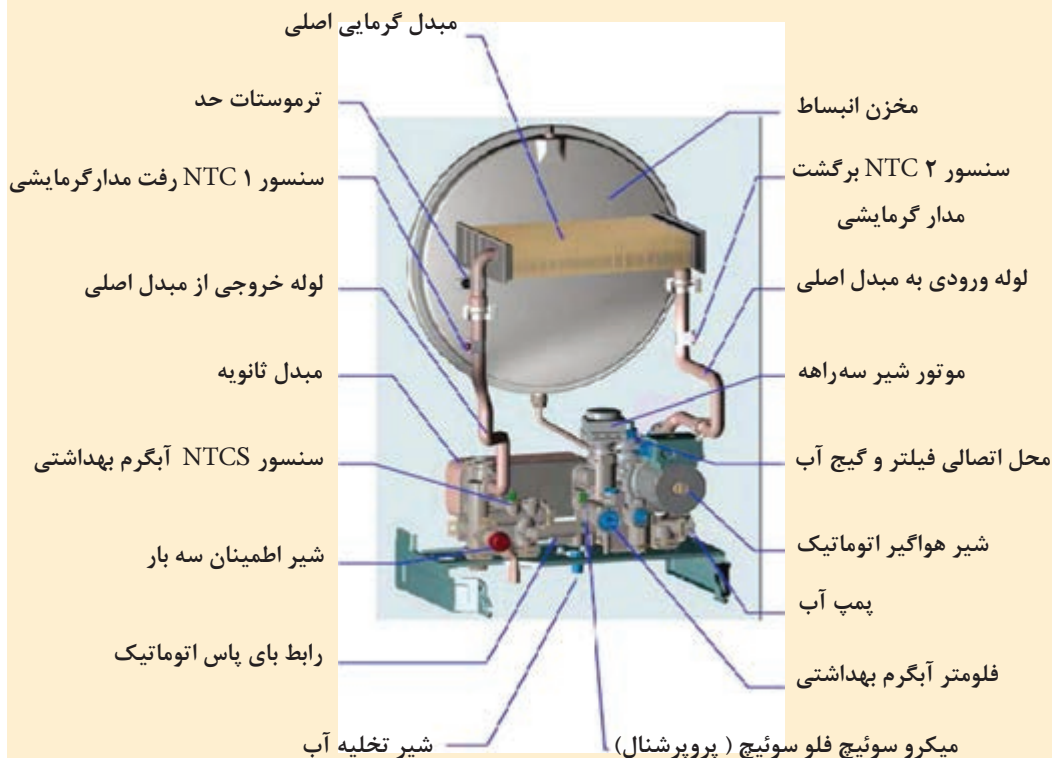 مبدل گرمایی اصلی
مخزن انبساط
سنسور NTC ۲ برگشت
مدار گرمایشی
لوله ورودی به مبدل اصلی
موتور شیر سه‌راهه
محل اتصالی فیلتر و گیج آب
شیر هواگیر اتوماتیک
پمپ آب
فلومتر آبگرم بهداشتی
میکرو سوئیچ فلو سوئیچ ( پروپرشنال)
ترموستات حد
سنسور NTC ۱ رفت مدارگرمایشی
لوله خروجی از مبدل اصلی
مبدل ثانویه
سنسور NTCS آبگرم بهداشتی
شیر اطمینان سه بار
رابط بای پاس اتوماتیک
شیر تخلیه آب